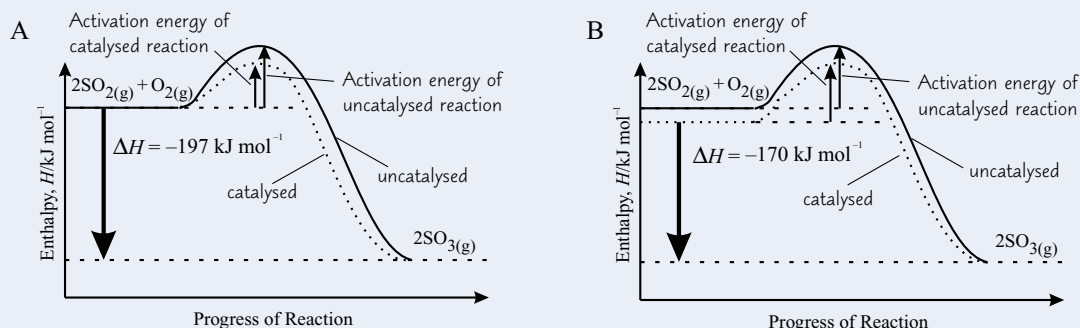 A
Activation energy of
catalysed reaction
2SO2(g) + O2(g)
Activation energy of
uncatalysed reaction
ΔH = –197 kJ mol⁻¹
uncatalysed
catalysed
2SO3(g)
Enthalpy, H/kJ mol⁻¹
Progress of Reaction
B
Activation energy of
catalysed reaction
2SO2(g) + O2(g)
Activation energy of
uncatalysed reaction
ΔH = –170 kJ mol⁻¹
uncatalysed
catalysed
2SO3(g)
Enthalpy, H/kJ mol⁻¹
Progress of Reaction